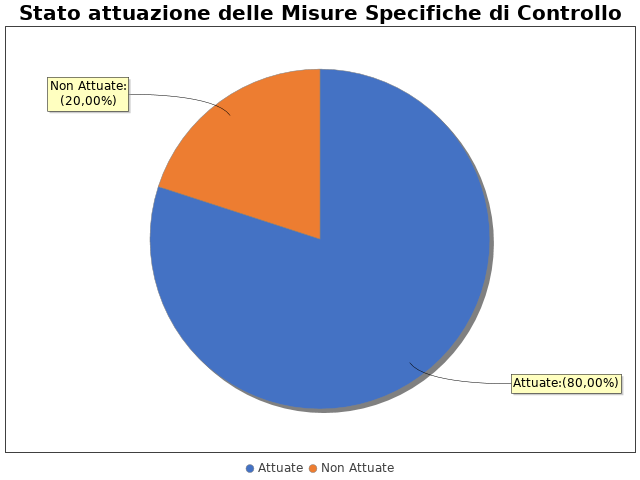 Stato attuazione delle Misure Specifiche di Controllo
Non Attuate:
(20,00%)
Attuate:(80,00%)
Attuate
Non Attuate